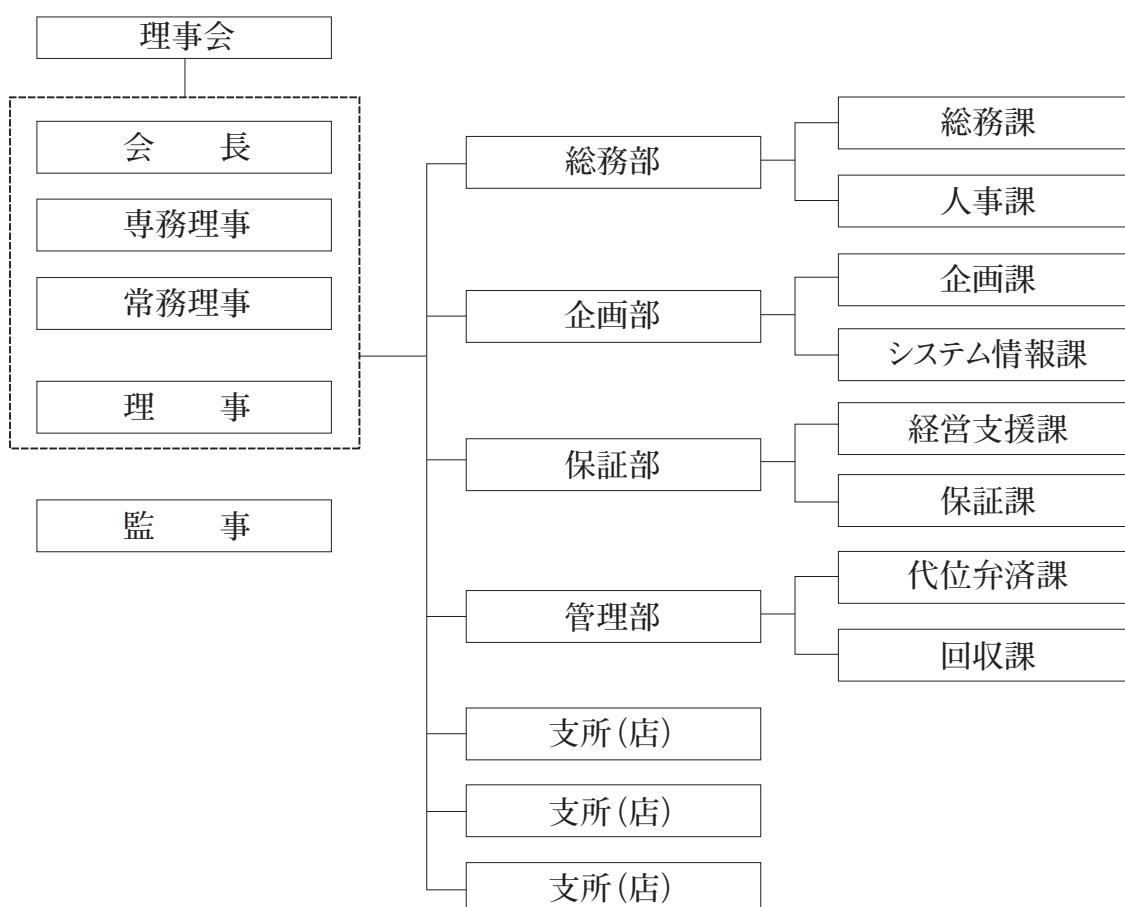 理事会
会　　長
専務理事
常務理事
理　　事
監　　事
総務部
総務課
人事課
企画部
企画課
システム情報課
保証部
経営支援課
保証課
管理部
代位弁済課
回収課
支所（店）
支所（店）
支所（店）